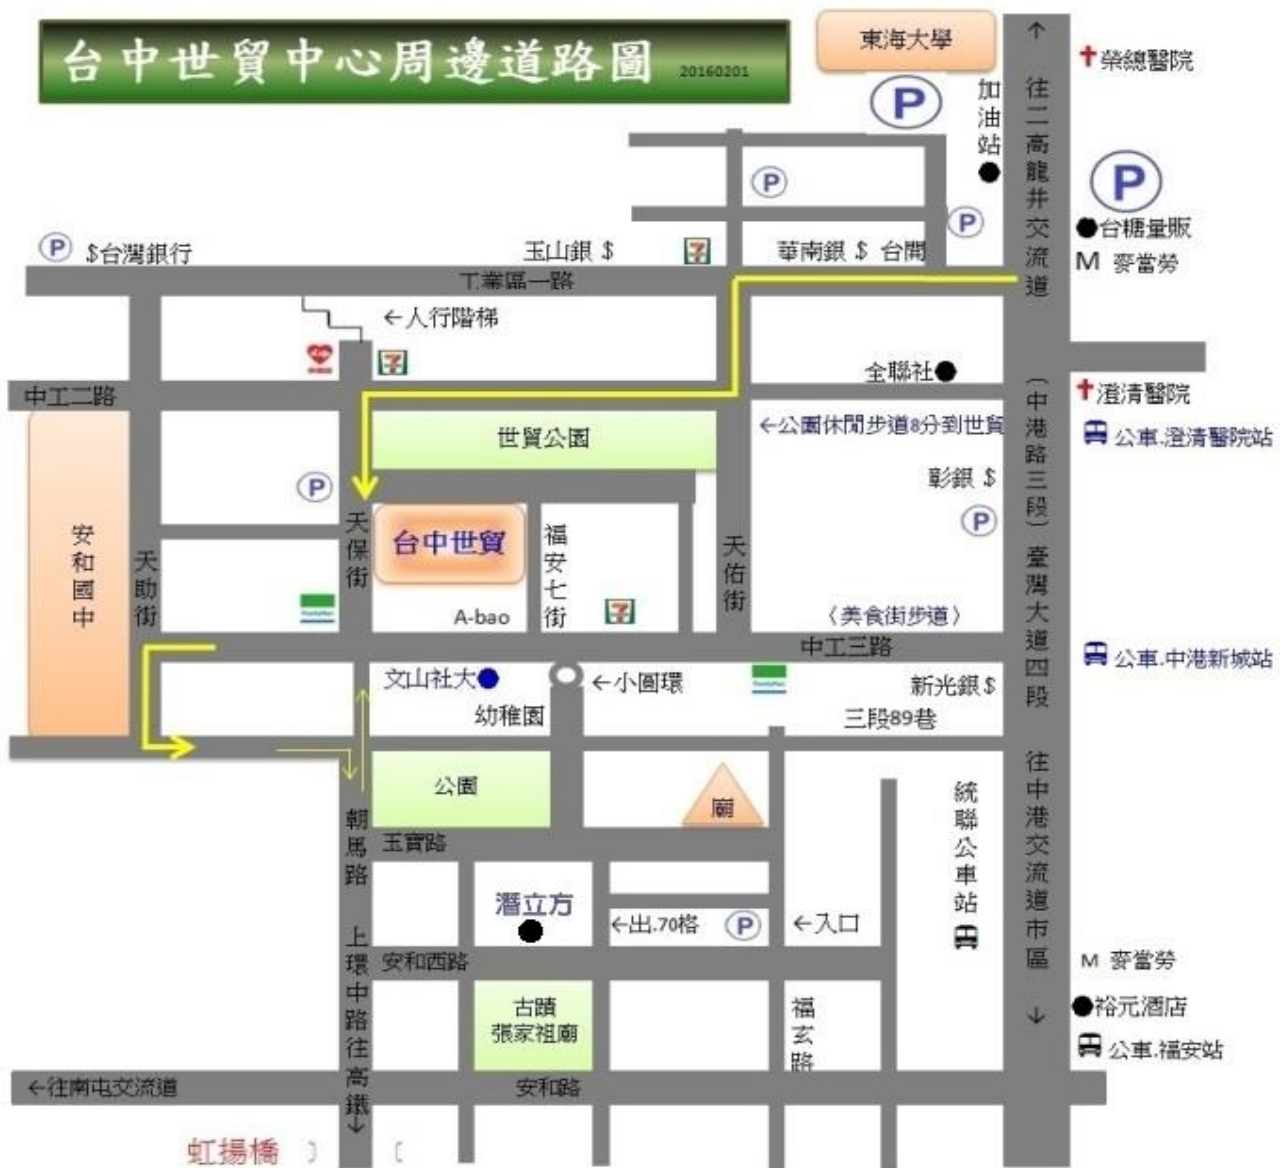 台中世貿中心周邊道路圖 20160201
東海大學
P
加油站
↑
往二高龍井交流道
榮總醫院
P
P
P
台糖量販
M 麥當勞
P $台灣銀行
玉山銀 $
7
華南銀 $ 台開
工業區一路
←人行階梯
7
全聯社
中工二路
澄清醫院
世貿公園
←公園休閒步道8分到世貿
公車.澄清醫院站
彰銀 $
P
P
(中港路三段)
臺灣大道四段
安和國中
天助街
天保街
台中世貿
福安七街
天佑街
A-bao
7
〈美食街步道〉
中工三路
公車.中港新城站
文山社大
←小圓環
新光銀$
幼稚園
三段89巷
公園
廟
朝馬路
玉寶路
統聯公車站
往中港交流道市區
↓
潛立方
←出.70格
P
←入口
上環中路往高鐵↓
安和西路
M 麥當勞
古蹟
張家祖廟
福玄路
裕元酒店
公車.福安站
←往南屯交流道
安和路
虹揚橋